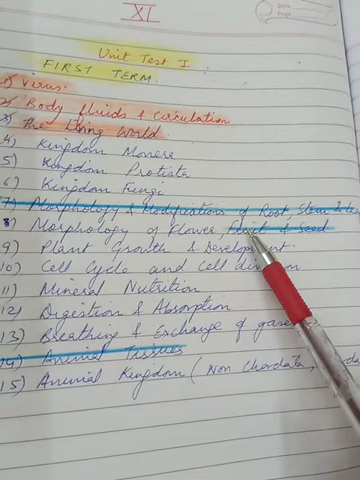 XI
Date
Page
Unit Test I
FIRST TERM
1) Virus.
2) Body fluids & Circulation
3) The Living World
4) Kingdom Monera
5) Kingdom Protista
6) Kingdom Fungi
7) Morphology & Modifications of Root, Stem &
8) Morphology of Flower, Fruit & Seed
9) Plant Growth & Development
10) Cell Cycle and Cell division
11) Mineral Nutrition
12) Digestion & Absorption
13) Breathing & Exchange of gases
14) Animal Tissues
15) Animal Kingdom (Non Chordata,